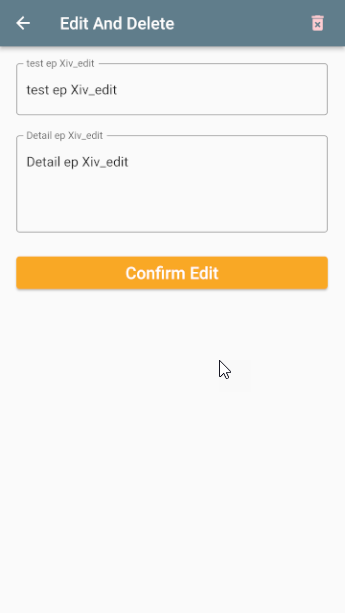 Edit And Delete
test ep Xiv_edit
test ep Xiv_edit
Detail ep Xiv_edit
Detail ep Xiv_edit
Confirm Edit